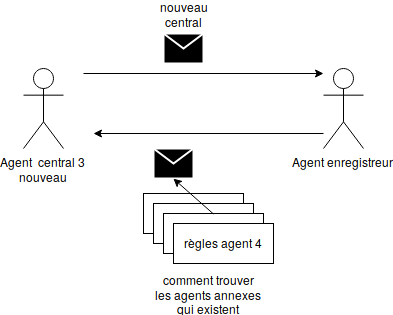 nouveau
central
Agent central 3
nouveau
Agent enregistreur
règles agent 4
comment trouver
les agents annexes
qui existent